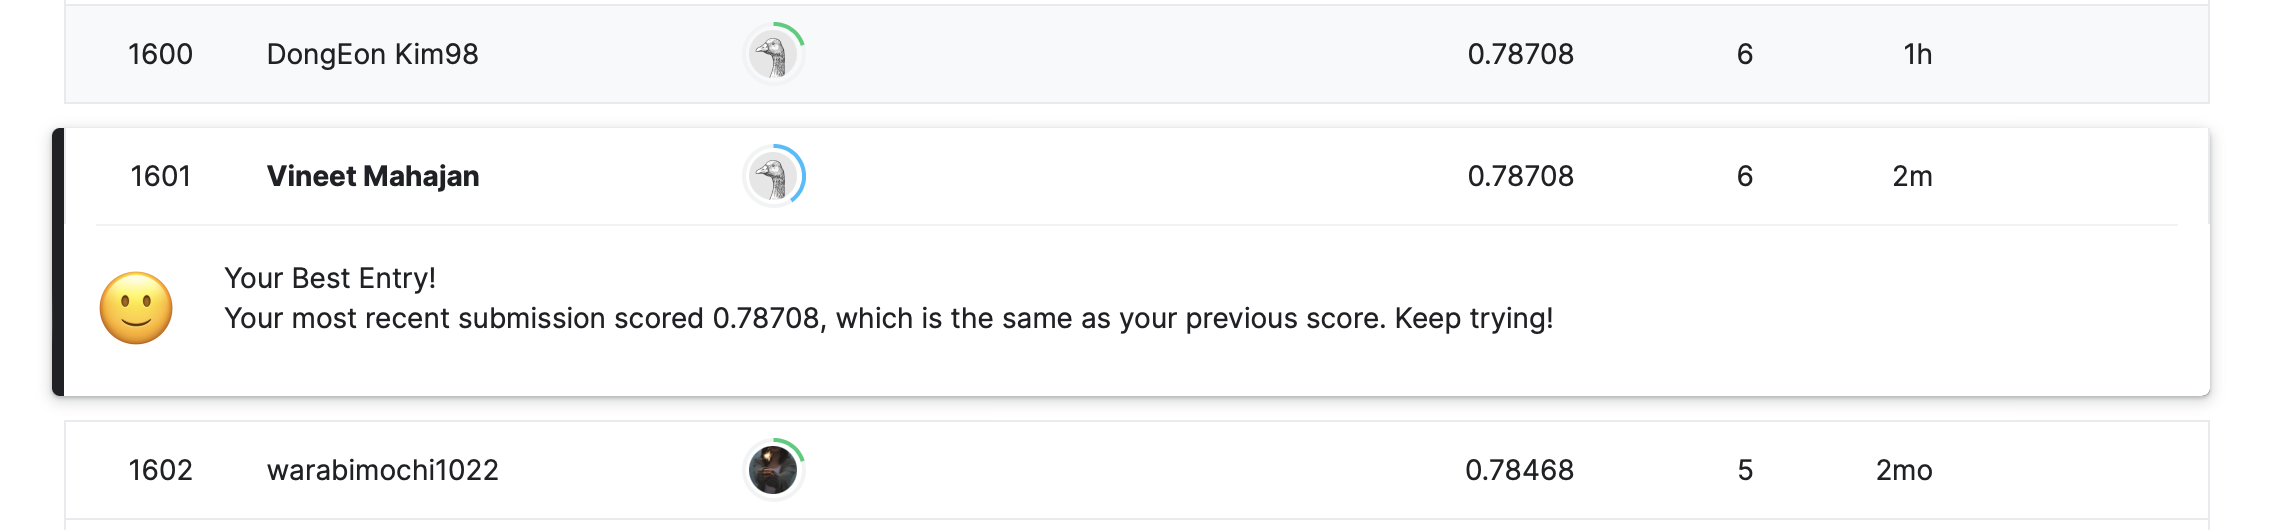 1600 DongEon Kim98 0.78708 6 1h
1601 Vineet Mahajan 0.78708 6 2m
Your Best Entry!
Your most recent submission scored 0.78708, which is the same as your previous score. Keep trying!
1602 warabimochi1022 0.78468 5 2mo